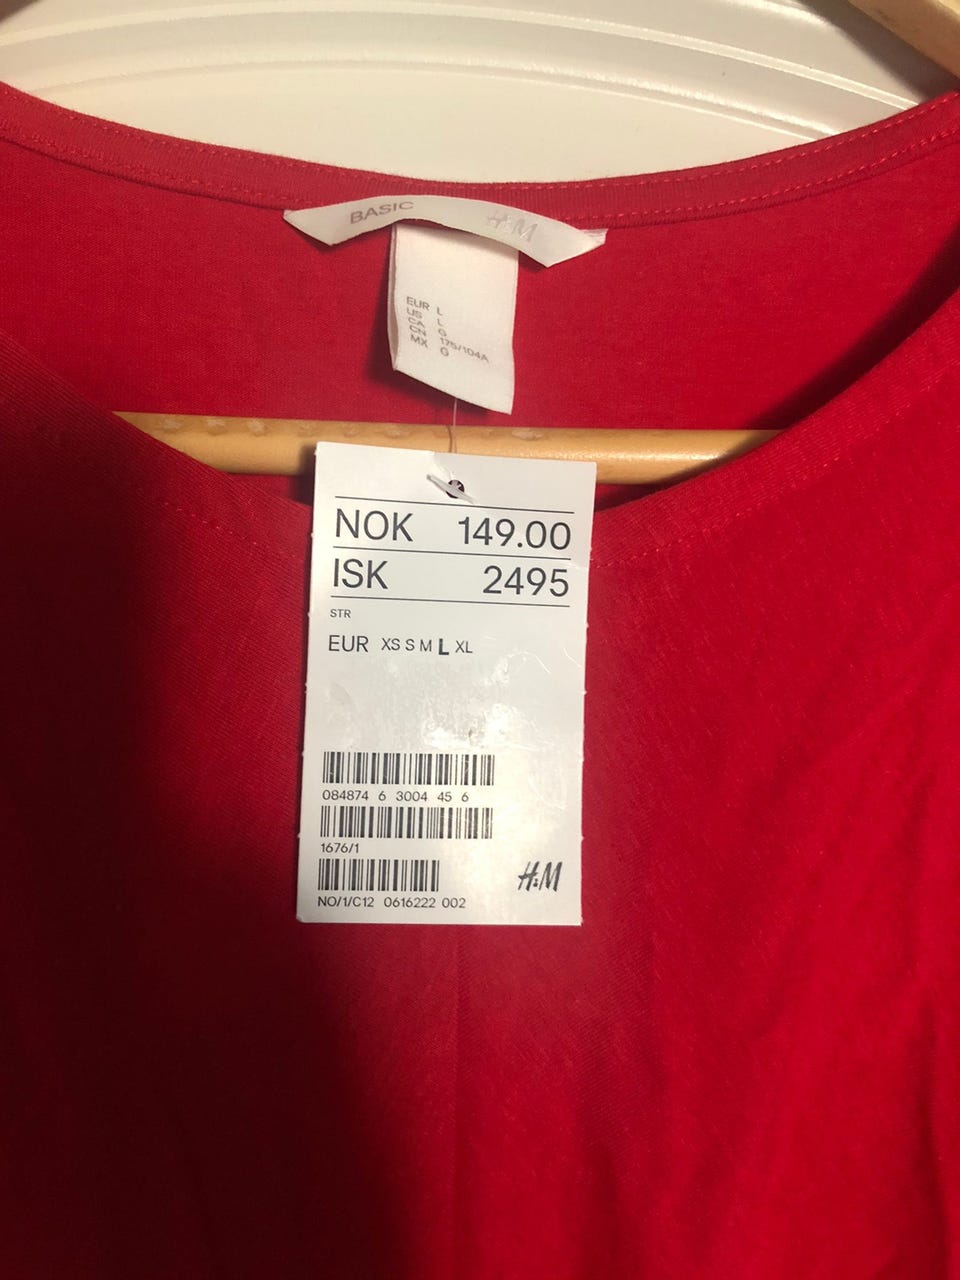 BASIC H&M
EUR L
US L
CA G
CN 175/104A
MX G
NOK 149.00
ISK 2495
STR
EUR XS S M L XL
084874 6 3004 45 6
1676/1
H&M
NO/1/C12 0616222 002